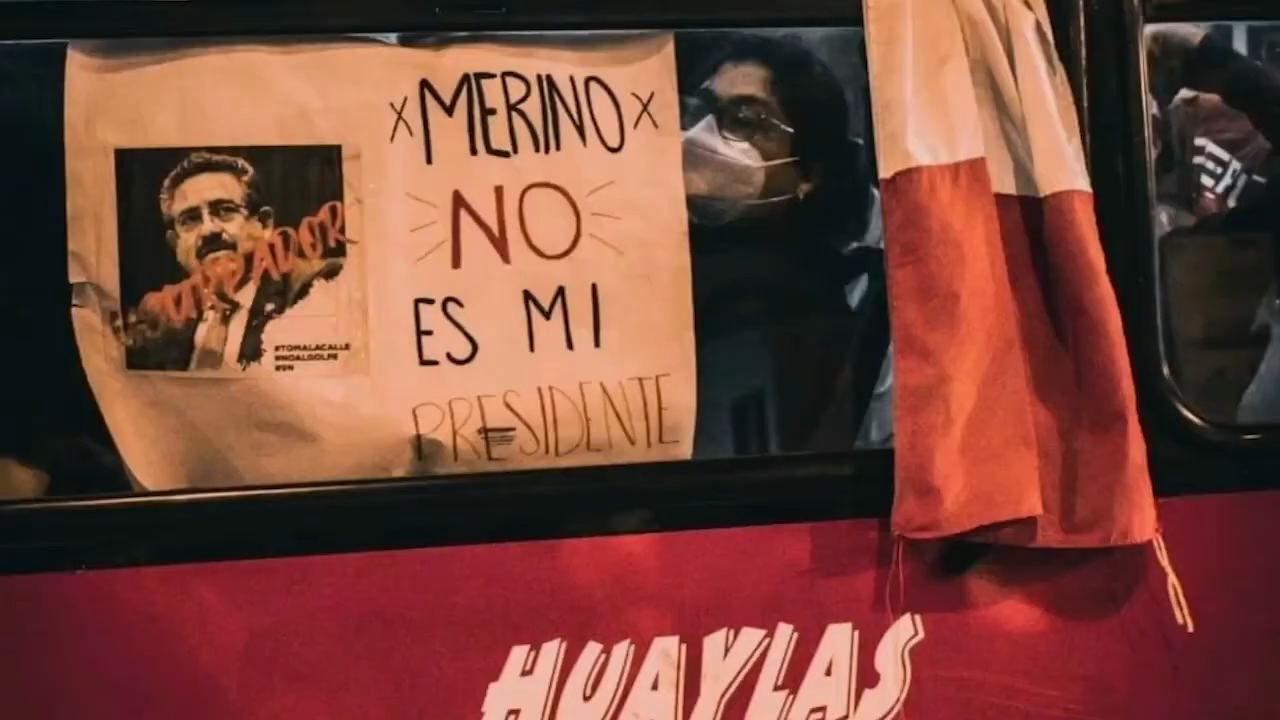 x MERINO x
NO
ES MI
PRESIDENTE
#TOMALACALLE
#NOALGOLPE
HUAYLAS